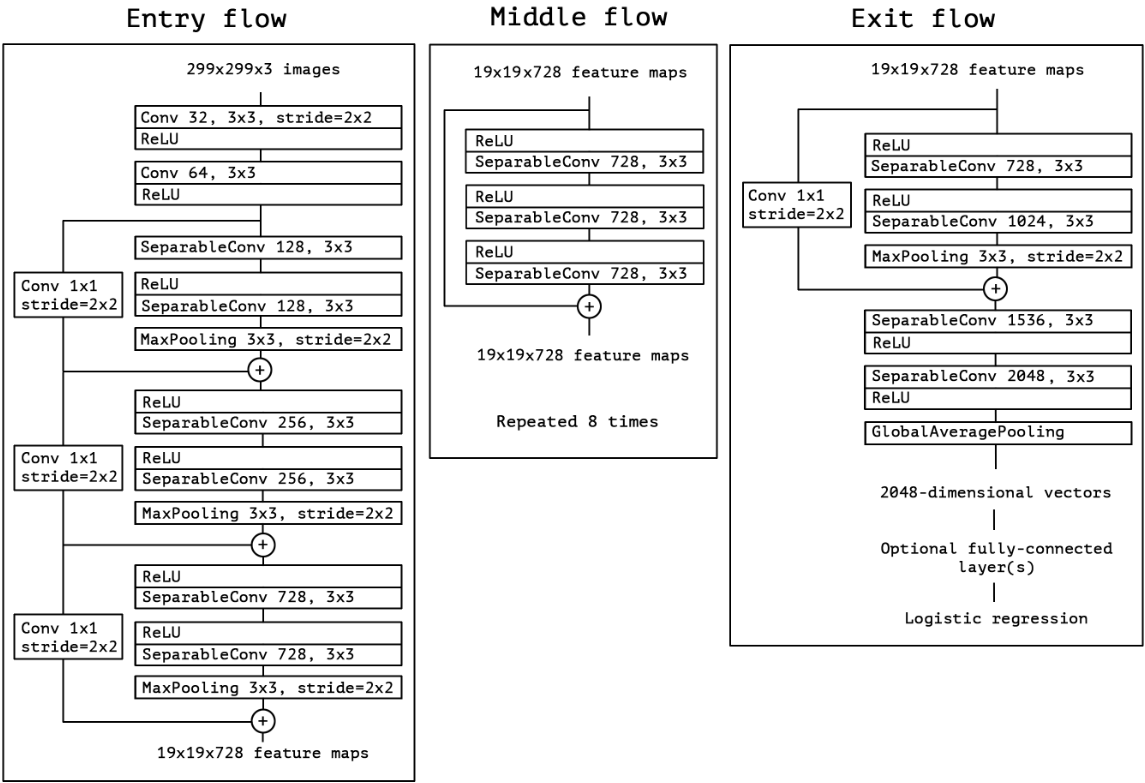 Entry flow
299x299x3 images
Conv 32, 3x3, stride=2x2
ReLU
Conv 64, 3x3
ReLU
SeparableConv 128, 3x3
Conv 1x1
stride=2x2
ReLU
SeparableConv 128, 3x3
MaxPooling 3x3, stride=2x2
+
ReLU
SeparableConv 256, 3x3
Conv 1x1
stride=2x2
ReLU
SeparableConv 256, 3x3
MaxPooling 3x3, stride=2x2
+
ReLU
SeparableConv 728, 3x3
Conv 1x1
stride=2x2
ReLU
SeparableConv 728, 3x3
MaxPooling 3x3, stride=2x2
+
19x19x728 feature maps
Middle flow
19x19x728 feature maps
ReLU
SeparableConv 728, 3x3
ReLU
SeparableConv 728, 3x3
ReLU
SeparableConv 728, 3x3
+
19x19x728 feature maps
Repeated 8 times
Exit flow
19x19x728 feature maps
ReLU
SeparableConv 728, 3x3
Conv 1x1
stride=2x2
ReLU
SeparableConv 1024, 3x3
MaxPooling 3x3, stride=2x2
+
SeparableConv 1536, 3x3
ReLU
SeparableConv 2048, 3x3
ReLU
GlobalAveragePooling
2048-dimensional vectors
Optional fully-connected
layer(s)
Logistic regression